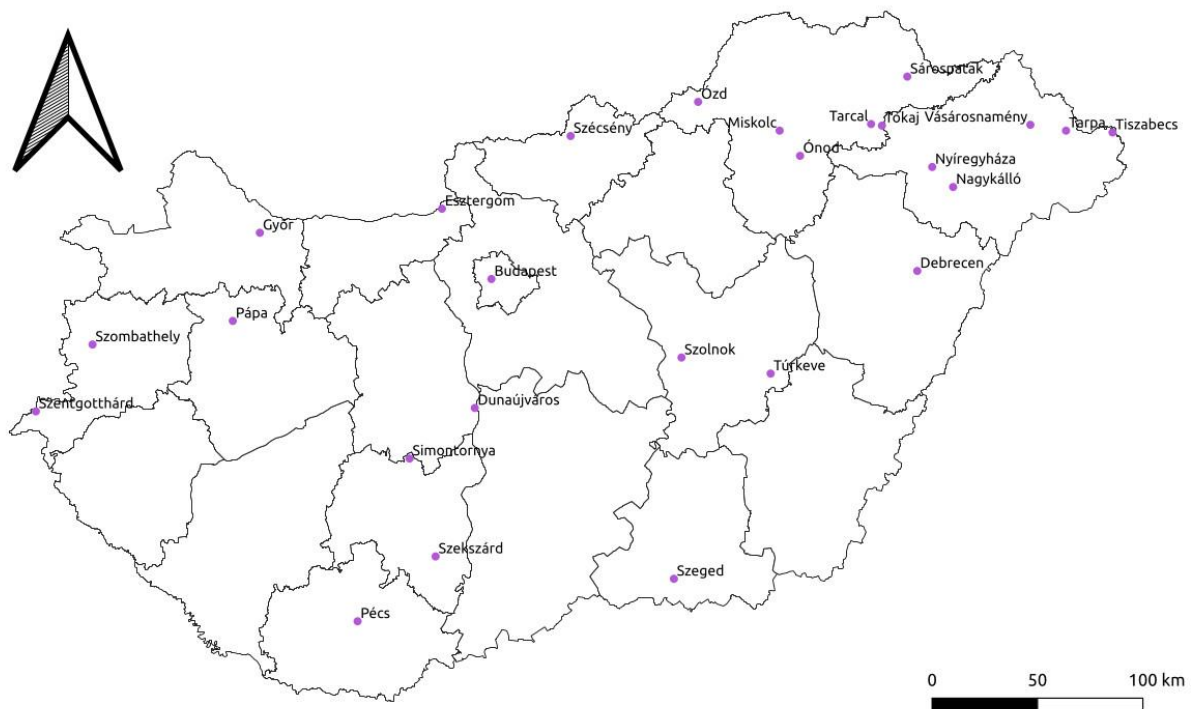 Sárospatak
Ózd
Szécsény
Miskolc
Tarcal
Tokaj
Vásárosnamény
Tarpa
Tiszabecs
Ónod
Nyíregyháza
Nagykálló
Esztergom
Győr
Budapest
Debrecen
Pápa
Szombathely
Szolnok
Túrkeve
Szentgotthárd
Dunaújváros
Simontornya
Szekszárd
Szeged
Pécs
0 50 100 km